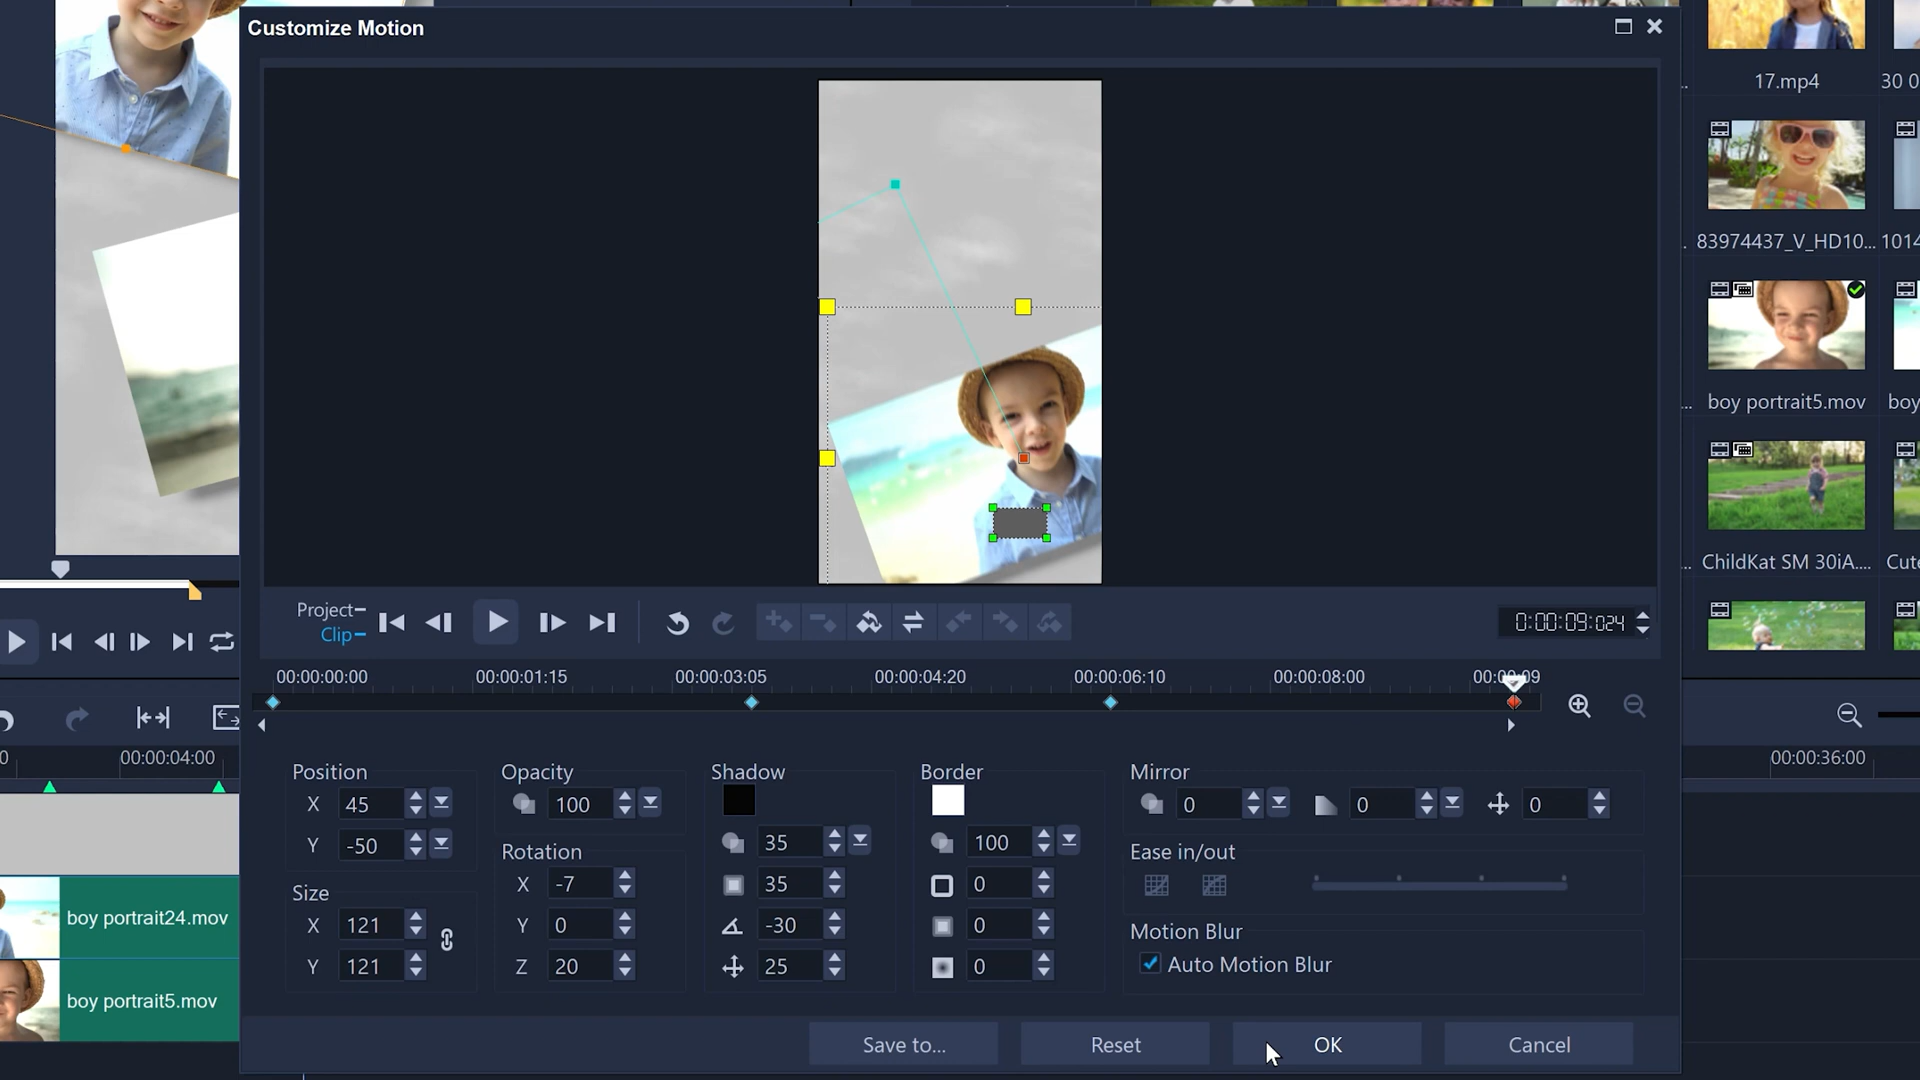 Customize Motion
17.mp4
30 0
83974437_V_HD10...
1014
boy portrait5.mov
boy
ChildKat SM 30iA....
Cute
Project
Clip
0:00:09:024
00:00:00:00
00:00:01:15
00:00:03:05
00:00:04:20
00:00:06:10
00:00:08:00
00:00:09
00:00:04:00
00:00:36:00
Position
X 45
Y -50
Size
X 121
Y 121
Opacity
100
Rotation
X -7
Y 0
Z 20
Shadow
35
35
-30
25
Border
100
0
0
0
Mirror
0
0
0
Ease in/out
Motion Blur
Auto Motion Blur
boy portrait24.mov
boy portrait5.mov
Save to...
Reset
OK
Cancel